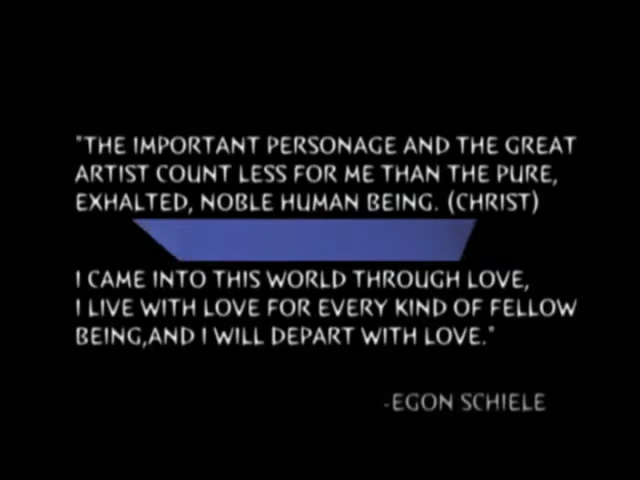 "THE IMPORTANT PERSONAGE AND THE GREAT
ARTIST COUNT LESS FOR ME THAN THE PURE,
EXHALTED, NOBLE HUMAN BEING. (CHRIST)
I CAME INTO THIS WORLD THROUGH LOVE,
I LIVE WITH LOVE FOR EVERY KIND OF FELLOW
BEING,AND I WILL DEPART WITH LOVE."
-EGON SCHIELE